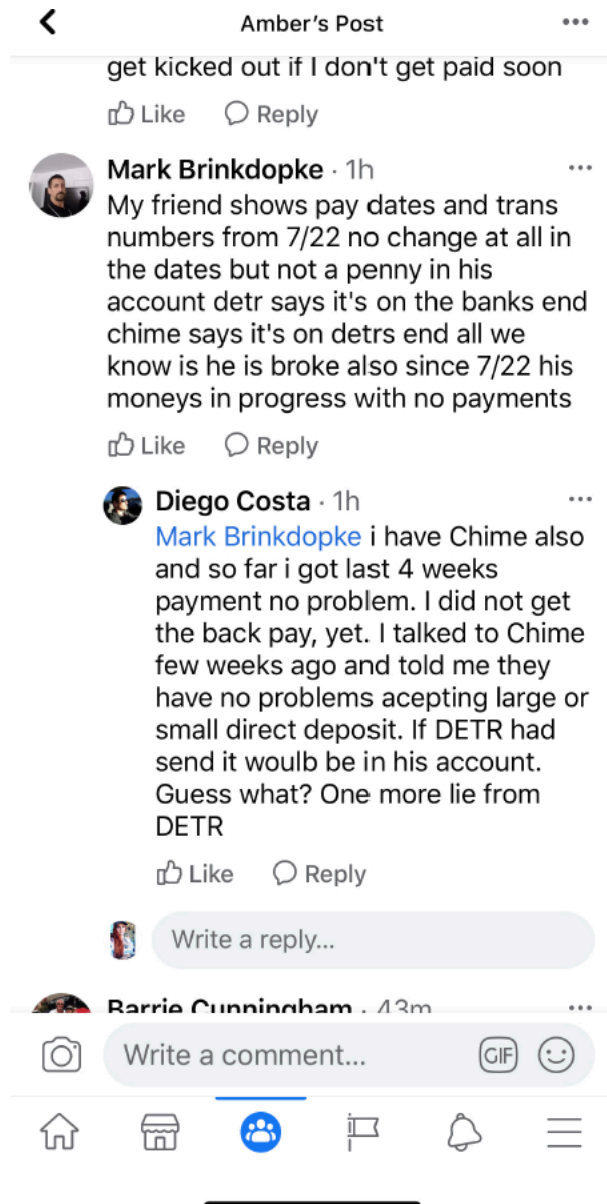 Amber's Post
get kicked out if I don't get paid soon
Like Reply
Mark Brinkdopke · 1h
My friend shows pay dates and trans
numbers from 7/22 no change at all in
the dates but not a penny in his
account detr says it's on the banks end
chime says it's on detrs end all we
know is he is broke also since 7/22 his
moneys in progress with no payments
Like Reply
Diego Costa · 1h
Mark Brinkdopke i have Chime also
and so far i got last 4 weeks
payment no problem. I did not get
the back pay, yet. I talked to Chime
few weeks ago and told me they
have no problems acepting large or
small direct deposit. If DETR had
send it woulb be in his account.
Guess what? One more lie from
DETR
Like Reply
Write a reply...
Barrie Cunningham · 43m
Write a comment...
GIF